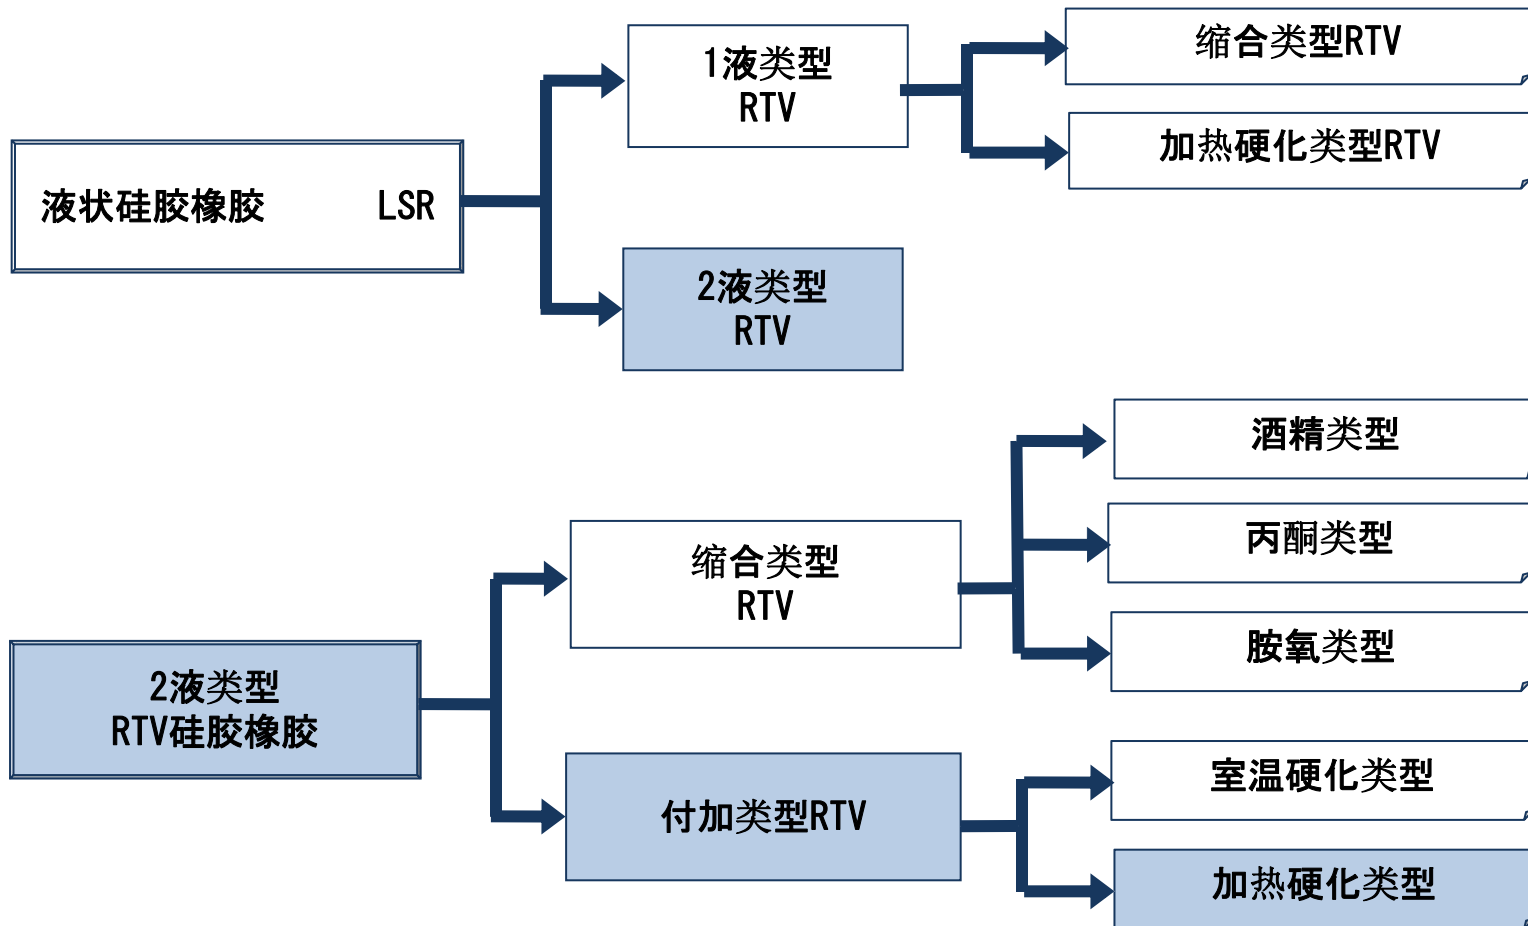 缩合类型RTV
1液类型
RTV
加热硬化类型RTV
液状硅胶橡胶 LSR
2液类型
RTV
酒精类型
丙酮类型
缩合类型
RTV
胺氧类型
2液类型
RTV硅胶橡胶
室温硬化类型
付加类型RTV
加热硬化类型